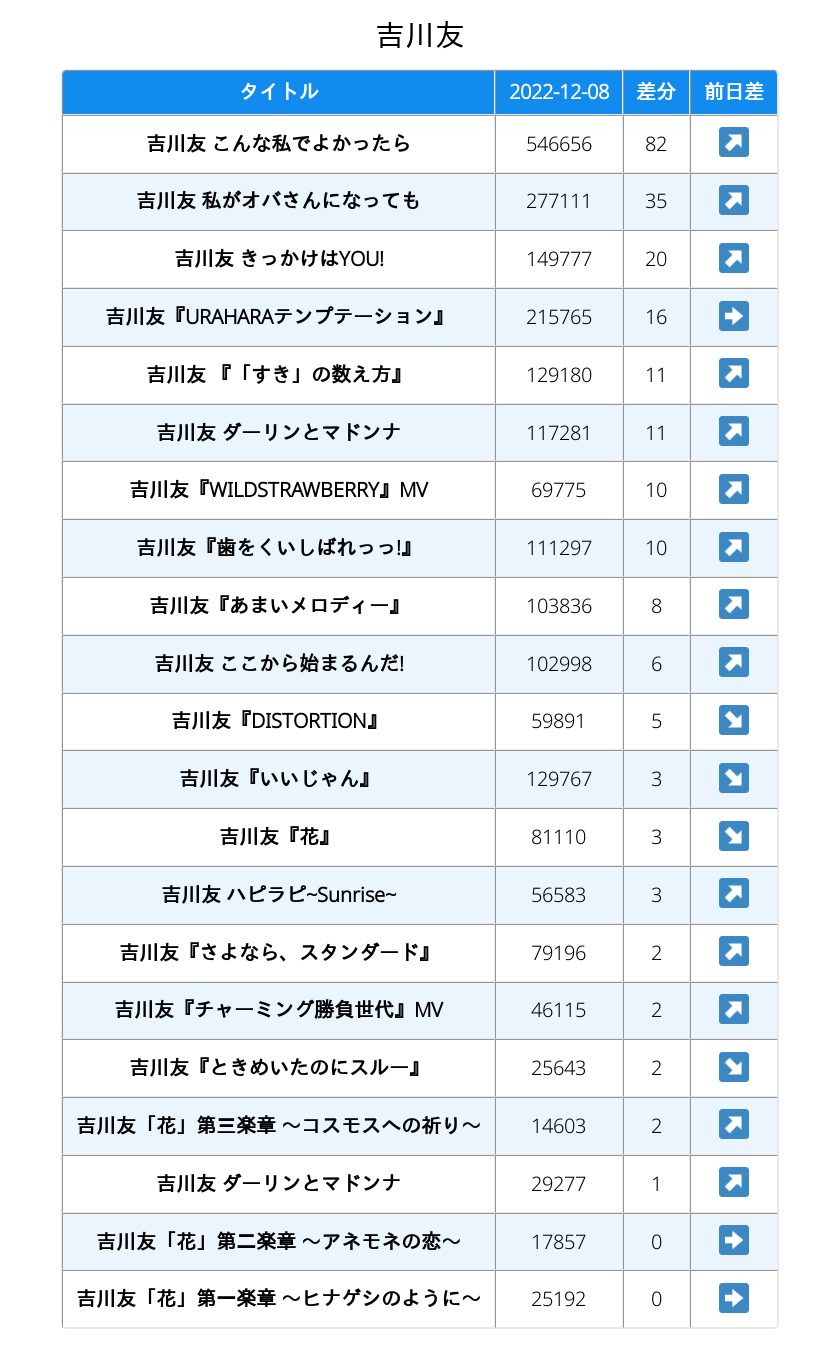 吉川友
タイトル 2022-12-08 差分 前日差
吉川友 こんな私でよかったら 546656 82
吉川友 私がオバさんになっても 277111 35
吉川友 きっかけはYOU! 149777 20
吉川友『URAHARAテンプテーション』 215765 16
吉川友 『「すき」の数え方』 129180 11
吉川友 ダーリンとマドンナ 117281 11
吉川友『WILDSTRAWBERRY』MV 69775 10
吉川友『歯をくいしばれっっ!』 111297 10
吉川友『あまいメロディー』 103836 8
吉川友 ここから始まるんだ! 102998 6
吉川友『DISTORTION』 59891 5
吉川友『いいじゃん』 129767 3
吉川友『花』 81110 3
吉川友 ハピラピ~Sunrise~ 56583 3
吉川友『さよなら、スタンダード』 79196 2
吉川友『チャーミング勝負世代』MV 46115 2
吉川友『ときめいたのにスルー』 25643 2
吉川友「花」第三楽章 〜コスモスへの祈り〜 14603 2
吉川友 ダーリンとマドンナ 29277 1
吉川友「花」第二楽章 〜アネモネの恋〜 17857 0
吉川友「花」第一楽章 〜ヒナゲシのように〜 25192 0